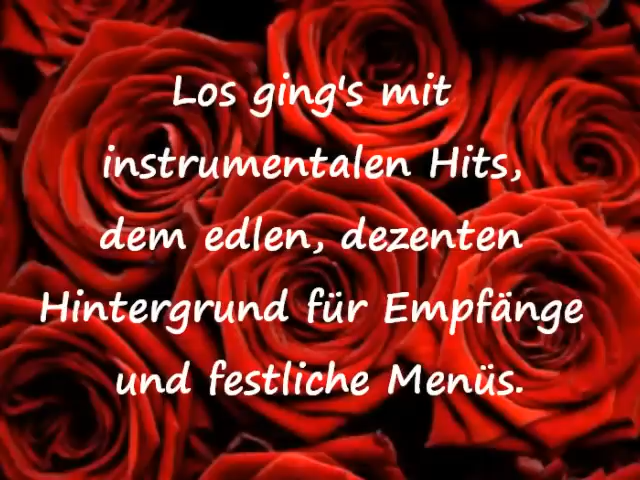 Los ging's mit
instrumentalen Hits,
dem edlen, dezenten
Hintergrund für Empfänge
und festliche Menüs.